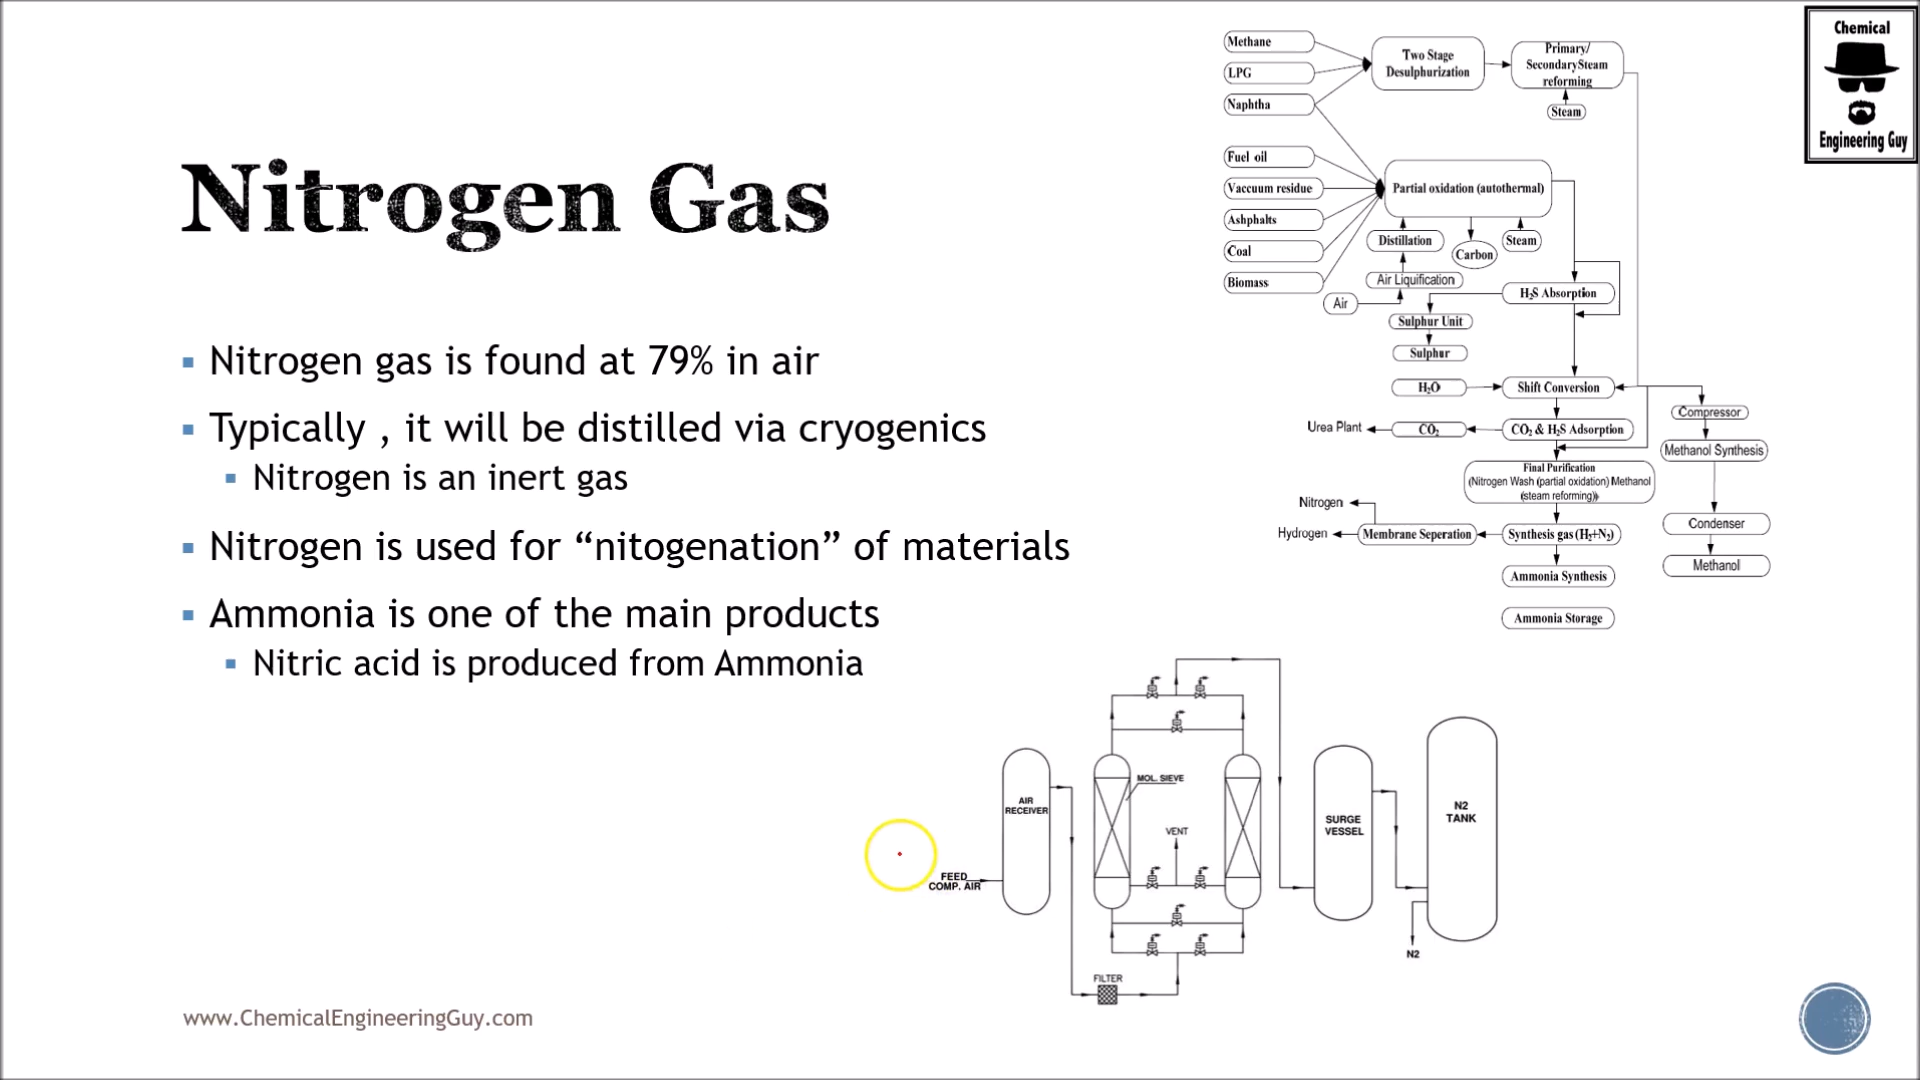 Chemical
Engineering Guy
Nitrogen Gas
Nitrogen gas is found at 79% in air
Typically , it will be distilled via cryogenics
Nitrogen is an inert gas
Nitrogen is used for “nitogenation” of materials
Ammonia is one of the main products
Nitric acid is produced from Ammonia
Methane
LPG
Naphtha
Two Stage
Desulphurization
Primary/
SecondarySteam
reforming
Steam
Fuel oil
Vaccuum residue
Ashphalts
Coal
Biomass
Partial oxidation (autothermal)
Distillation
Carbon
Steam
Air Liquification
Air
H₂S Absorption
Sulphur Unit
Sulphur
H₂O
Shift Conversion
Compressor
Urea Plant
CO₂
CO₂ & H₂S Adsorption
Methanol Synthesis
Final Purification
(Nitrogen Wash (partial oxidation) Methanol
(steam reforming))
Nitrogen
Hydrogen
Membrane Seperation
Synthesis gas (H₂+N₂)
Condenser
Ammonia Synthesis
Methanol
Ammonia Storage
AIR
RECEIVER
MOL. SIEVE
VENT
SURGE
VESSEL
N2
TANK
FEED
COMP. AIR
N2
FILTER
www.ChemicalEngineeringGuy.com